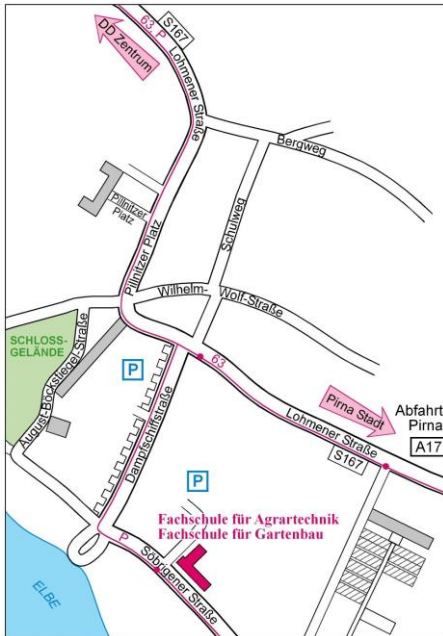 63, P
S167
DD Zentrum
Lohmener Straße
Bergweg
Pillnitzer
Platz
Pillnitzer Platz
Schulweg
Wilhelm-
Wolf-Straße
SCHLOSS-
GELÄNDE
August-Böckstiegel-Straße
P
63
Dampfschiffstraße
Lohmener Straße
Pirna Stadt
Abfahrt
Pirna
A17
S167
P
Fachschule für Agrartechnik
Fachschule für Gartenbau
P
Söbrigener Straße
ELBE